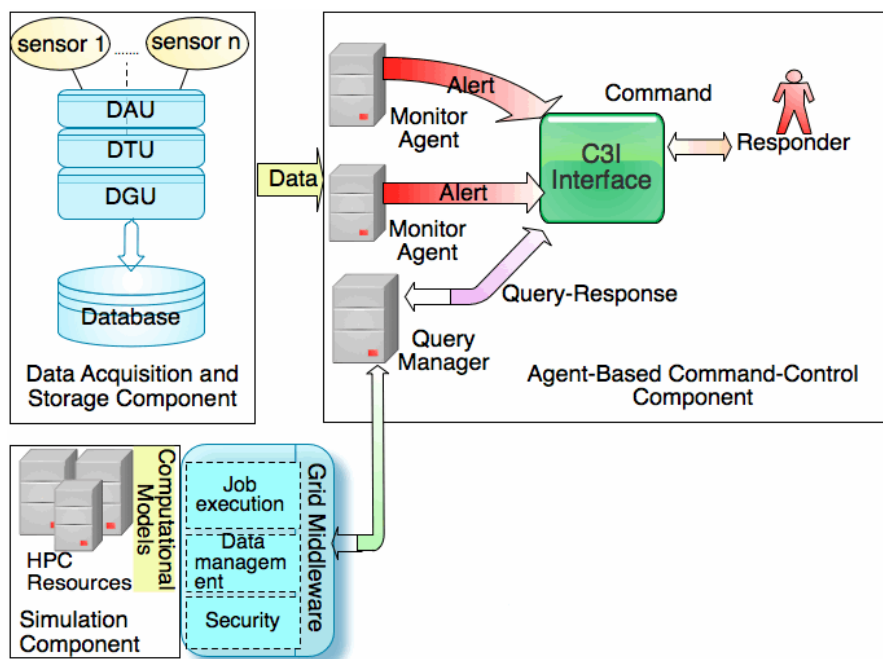 sensor 1
......
sensor n
DAU
DTU
DGU
Database
Data Acquisition and
Storage Component
Data
Alert
Monitor
Agent
Alert
Monitor
Agent
C3I
Interface
Command
Responder
Query-Response
Query
Manager
Agent-Based Command-Control
Component
HPC
Resources
Computational
Models
Simulation
Component
Job
execution
Data
managem
ent
Security
Grid Middleware